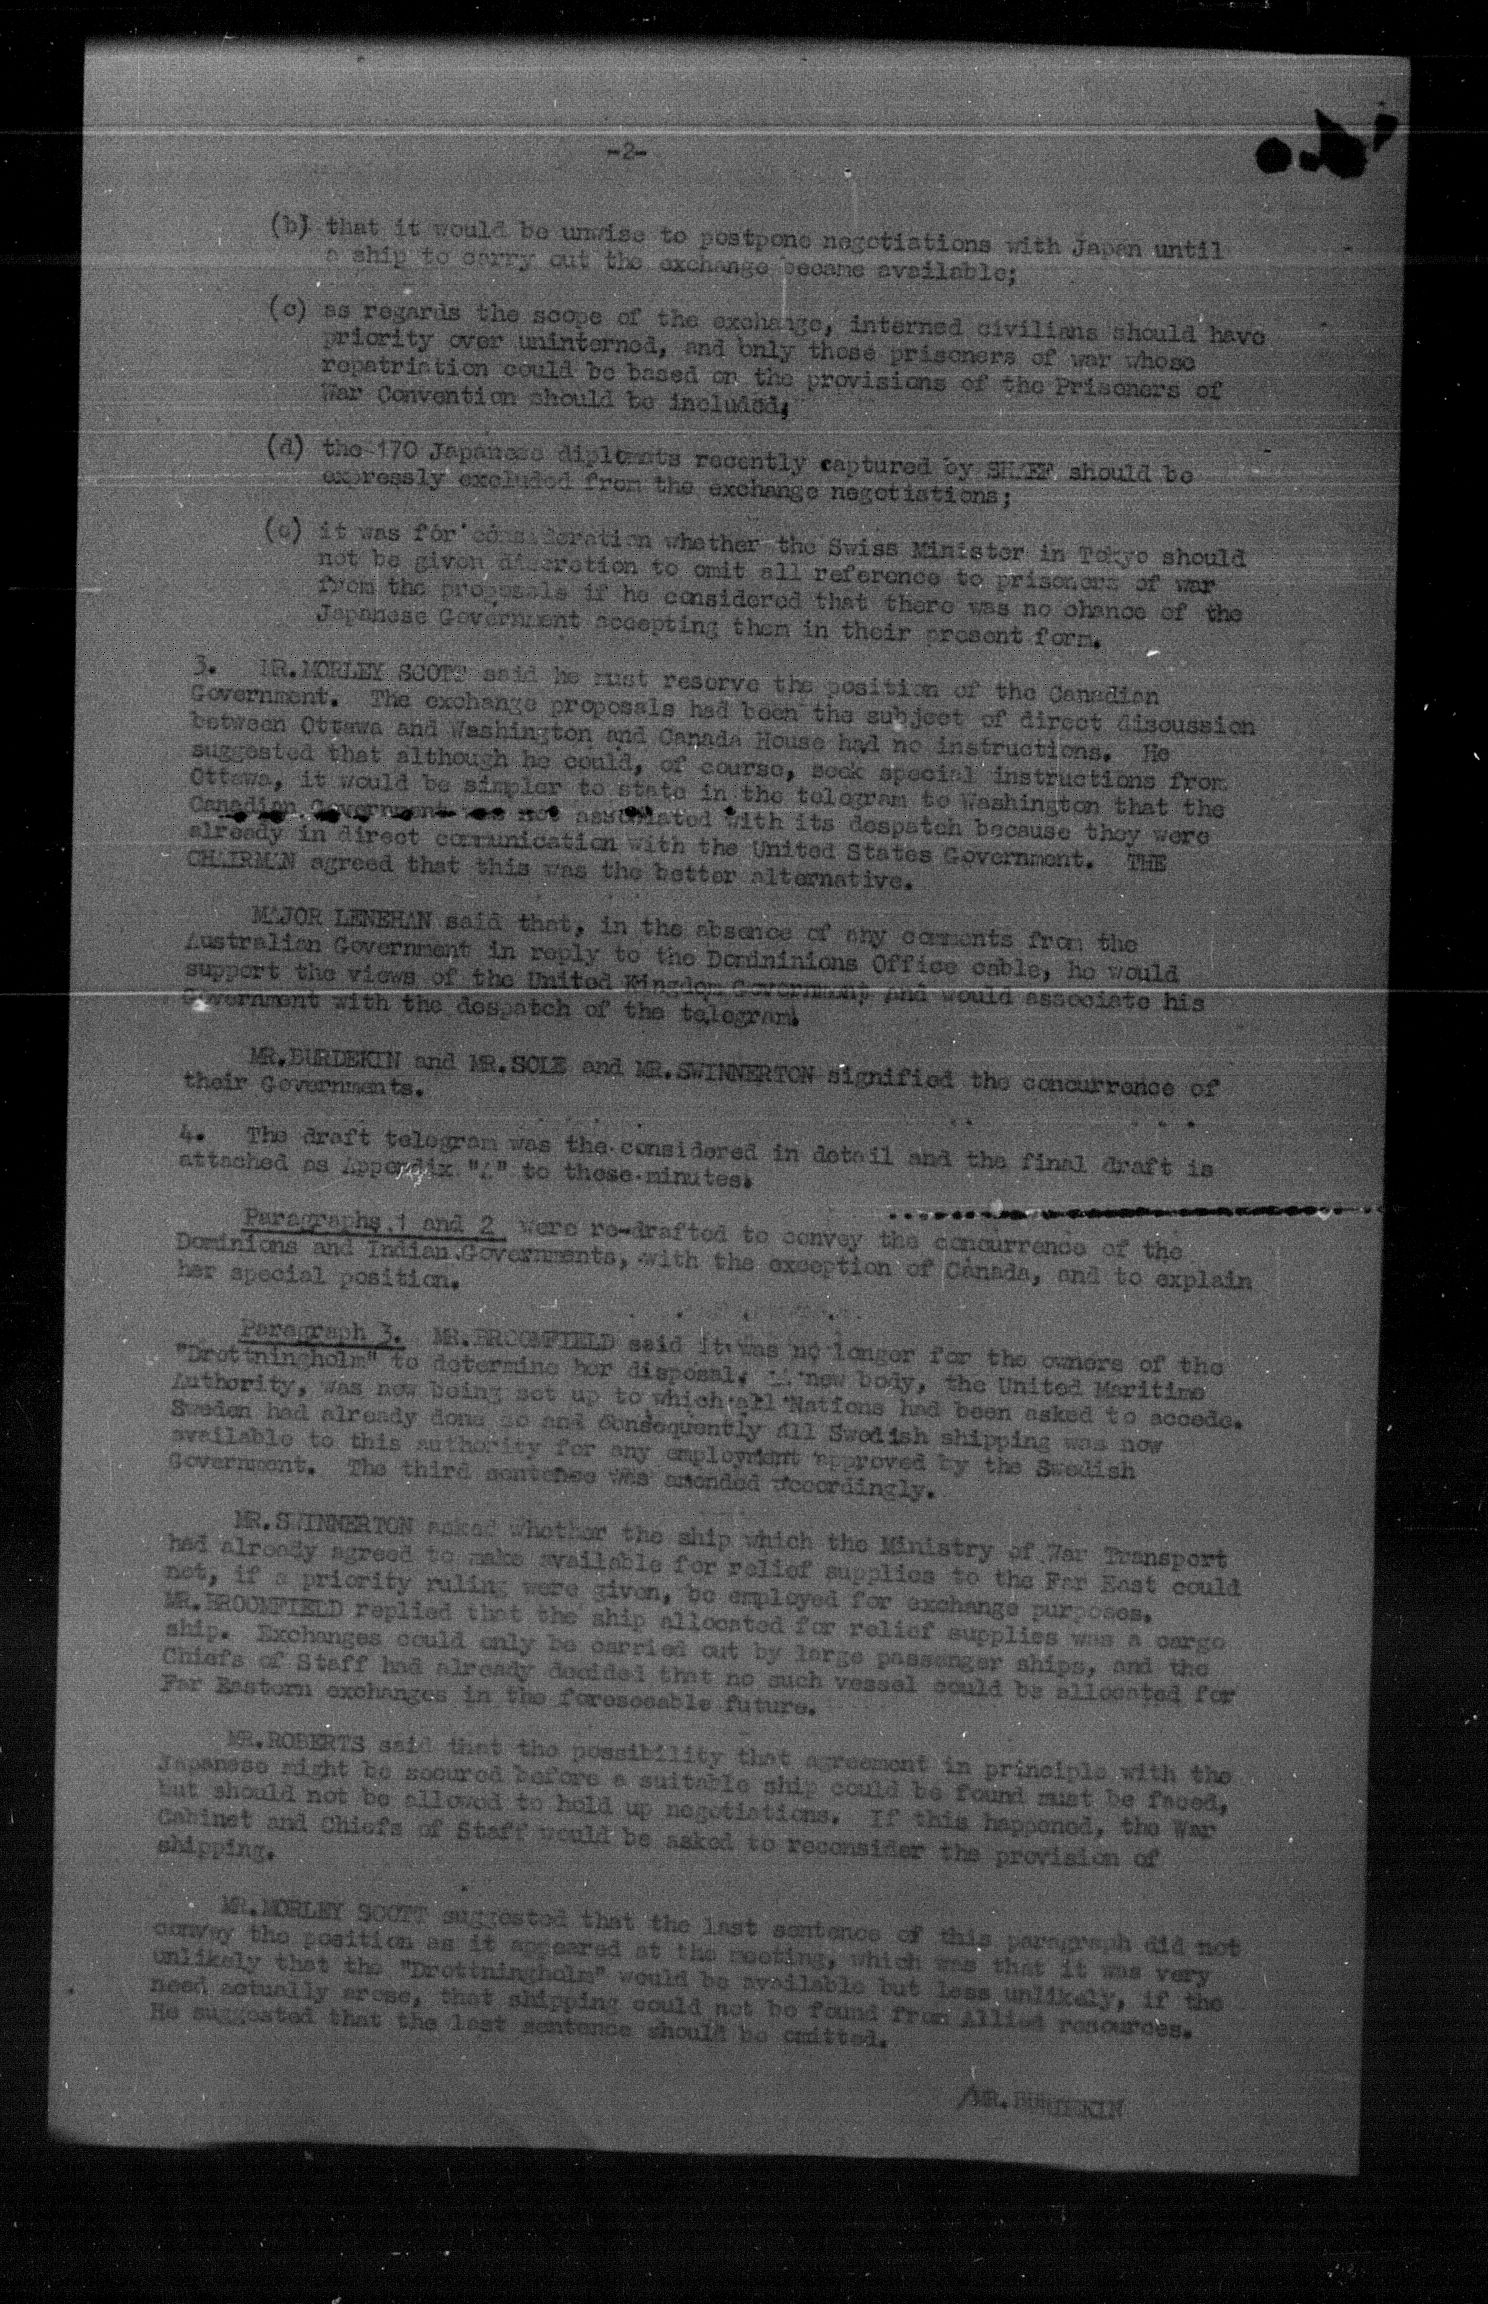 -2-
(b) that it would be unwise to postpone negotiations with Japan until
a ship to carry out the exchange became available;
(c) as regards the scope of the exchange, interned civilians should have
priority over uninterned, and only those prisoners of war whose
repatriation could be based on the provisions of the Prisoners of
War Convention should be included;
(d) the 170 Japanese diplomats recently captured by SHAEF should be
expressly excluded from the exchange negotiations;
(e) it was for consideration whether the Swiss Minister in Tokyo should
not be given discretion to omit all reference to prisoners of war
from the proposals if he considered that there was no chance of the
Japanese Government accepting them in their present form.
3. MR.MORLEY SCOTT said he must reserve the position of the Canadian
Government. The exchange proposals had been the subject of direct discussion
between Ottawa and Washington and Canada House had no instructions. He
suggested that although he could, of course, seek special instructions from
Ottawa, it would be simpler to state in the telegram to Washington that the
Canadian Government was not associated with its despatch because they were
already in direct communication with the United States Government. THE
CHAIRMAN agreed that this was the better alternative.
MAJOR LENEHAN said that, in the absence of any comments from the
Australian Government in reply to the Domininions Office cable, he would
support the views of the United Kingdom Government and would associate his
Government with the despatch of the telegram.
MR.BURDEKIN and MR.SOLE and MR.SWINNERTON signified the concurrence of
their Governments.
4. The draft telegram was the considered in detail and the final draft is
attached as Appendix "A" to these minutes.
Paragraphs 1 and 2 were re-drafted to convey the concurrence of the
Dominions and Indian Governments, with the exception of Canada, and to explain
her special position.
Paragraph 3. MR.BROOMFIELD said it was no longer for the owners of the
"Drottningholm" to determine her disposal. A new body, the United Maritime
Authority, was now being set up to which all Nations had been asked to accede.
Sweden had already done so and consequently all Swedish shipping was now
available to this authority for any employment approved by the Swedish
Government. The third sentence was amended accordingly.
MR.SWINNERTON asked whether the ship which the Ministry of War Transport
had already agreed to make available for relief supplies to the Far East could
not, if a priority ruling were given, be employed for exchange purposes.
MR.BROOMFIELD replied that the ship allocated for relief supplies was a cargo
ship. Exchanges could only be carried out by large passenger ships, and the
Chiefs of Staff had already decided that no such vessel could be allocated for
Far Eastern exchanges in the foreseeable future.
MR.ROBERTS said that the possibility that agreement in principle with the
Japanese might be secured before a suitable ship could be found must be faced,
but should not be allowed to hold up negotiations. If this happened, the War
Cabinet and Chiefs of Staff would be asked to reconsider the provision of
shipping.
MR.MORLEY SCOTT suggested that the last sentence of this paragraph did not
convey the position as it appeared at the meeting, which was that it was very
unlikely that the "Drottningholm" would be available but less unlikely, if the
need actually arose, that shipping could not be found from Allied resources.
He suggested that the last sentence should be omitted.
/MR.BURDEKIN